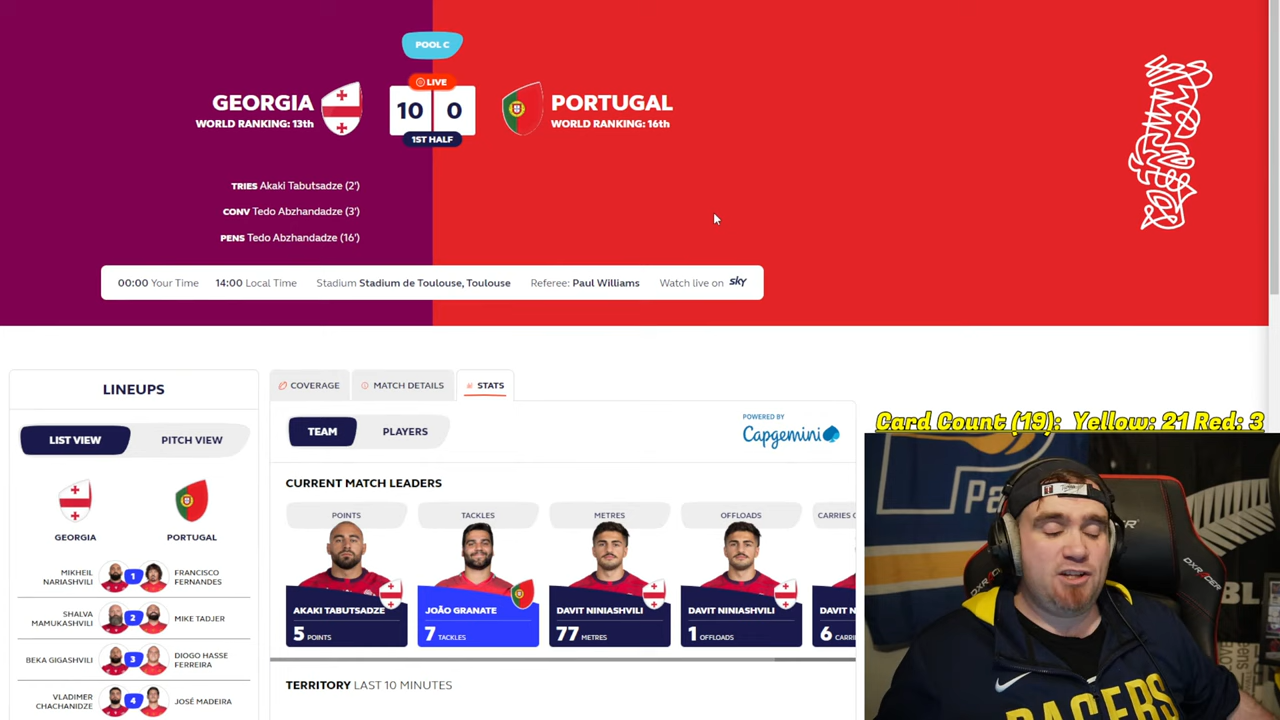 POOL C
LIVE
GEORGIA
WORLD RANKING: 13th
10 0
PORTUGAL
WORLD RANKING: 16th
1ST HALF
TRIES Akaki Tabutsadze (2')
CONV Tedo Abzhandadze (3')
PENS Tedo Abzhandadze (16')
00:00 Your Time 14:00 Local Time Stadium Stadium de Toulouse, Toulouse Referee: Paul Williams Watch live on sky
LINEUPS
LIST VIEW PITCH VIEW
GEORGIA PORTUGAL
MIKHEIL NARIASHVILI 1 FRANCISCO FERNANDES
SHALVA MAMUKASHVILI 2 MIKE TADJER
BEKA GIGASHVILI 3 DIOGO HASSE FERREIRA
VLADIMER CHACHANIDZE 4 JOSÉ MADEIRA
COVERAGE MATCH DETAILS STATS
TEAM PLAYERS
POWERED BY
Capgemini
CURRENT MATCH LEADERS
POINTS TACKLES METRES OFFLOADS CARRIES
AKAKI TABUTSADZE JOÃO GRANATE DAVIT NINIASHVILI DAVIT NINIASHVILI DAVIT N
5 POINTS 7 TACKLES 77 METRES 1 OFFLOADS 6 CARRI
TERRITORY LAST 10 MINUTES
Card Count (19): Yellow: 21 Red: 3
Pa
DXRACER
PACERS